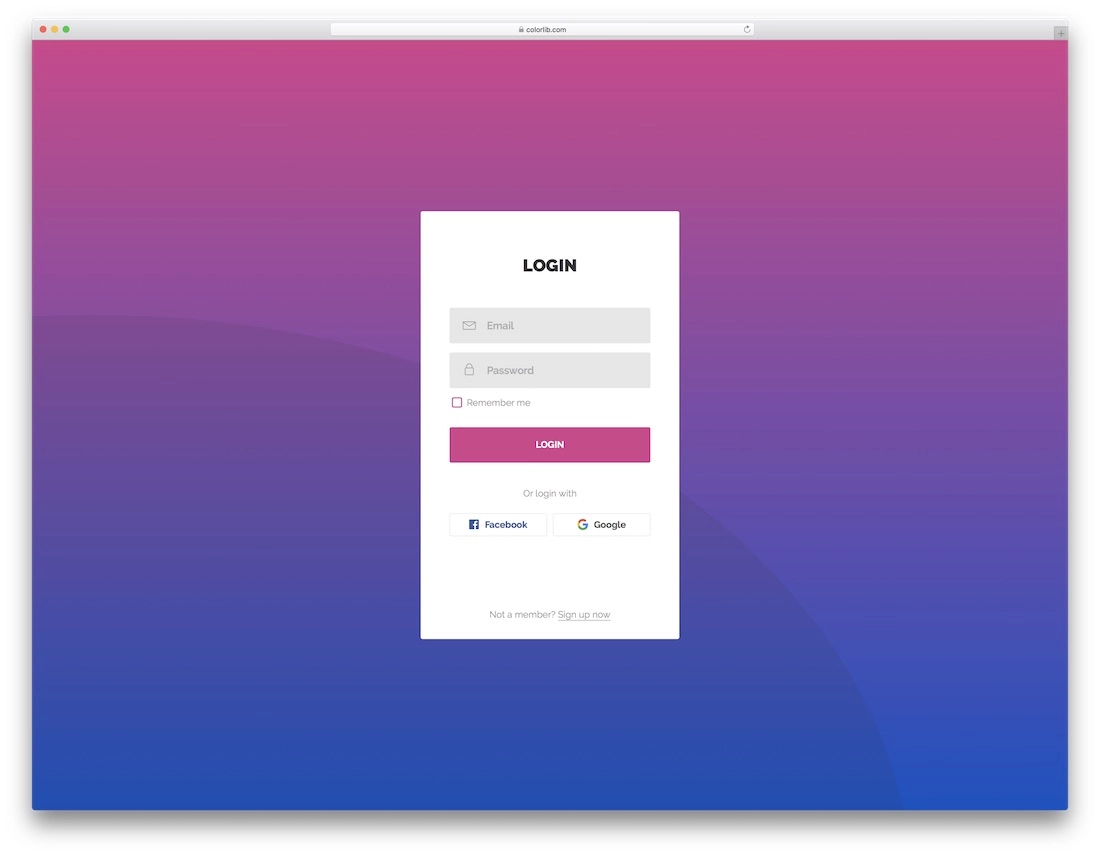 colorlib.com
LOGIN
Email
Password
Remember me
LOGIN
Or login with
Facebook Google
Not a member? Sign up now